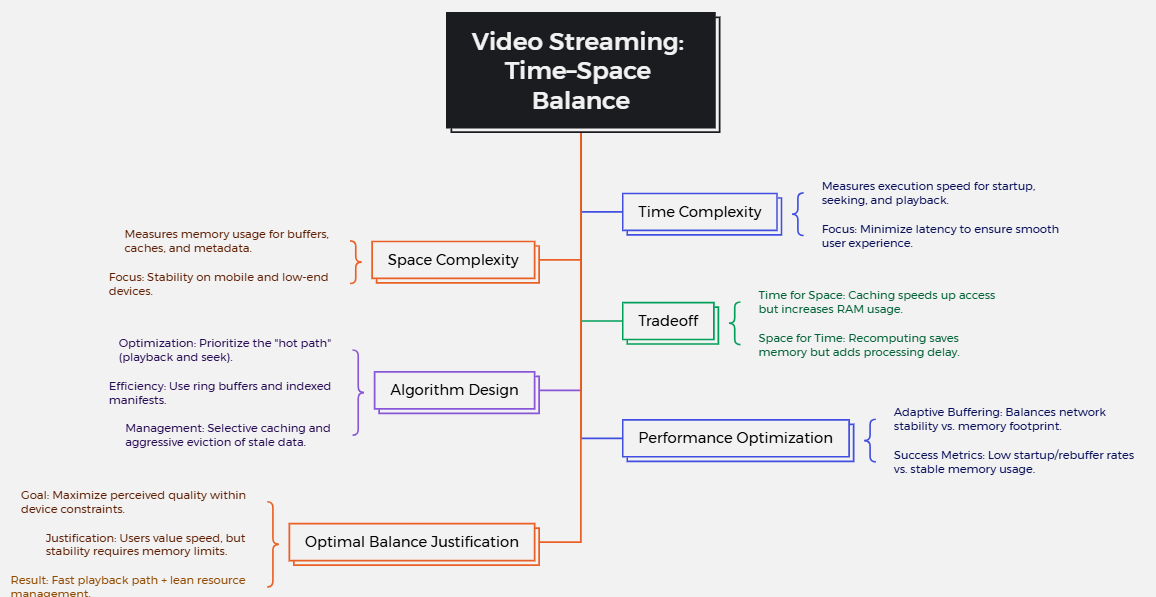 Video Streaming:
Time–Space
Balance
Time Complexity
Measures execution speed for startup,
seeking, and playback.
Focus: Minimize latency to ensure smooth
user experience.
Space Complexity
Measures memory usage for buffers,
caches, and metadata.
Focus: Stability on mobile and low-end
devices.
Tradeoff
Time for Space: Caching speeds up access
but increases RAM usage.
Space for Time: Recomputing saves
memory but adds processing delay.
Algorithm Design
Optimization: Prioritize the "hot path"
(playback and seek).
Efficiency: Use ring buffers and indexed
manifests.
Management: Selective caching and
aggressive eviction of stale data.
Performance Optimization
Adaptive Buffering: Balances network
stability vs. memory footprint.
Success Metrics: Low startup/rebuffer rates
vs. stable memory usage.
Optimal Balance Justification
Goal: Maximize perceived quality within
device constraints.
Justification: Users value speed, but
stability requires memory limits.
Result: Fast playback path + lean resource
management.